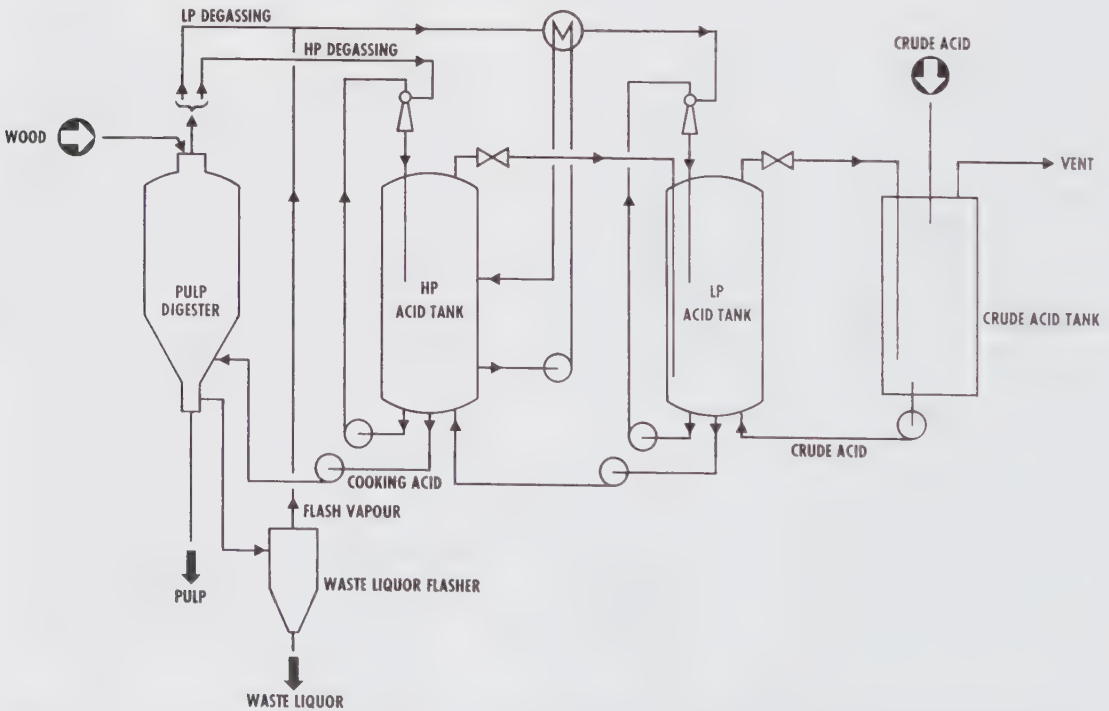 LP DEGASSING
HP DEGASSING
CRUDE ACID
WOOD
VENT
PULP
DIGESTER
HP
ACID TANK
LP
ACID TANK
CRUDE ACID TANK
CRUDE ACID
COOKING ACID
FLASH VAPOUR
WASTE LIQUOR FLASHER
PULP
WASTE LIQUOR